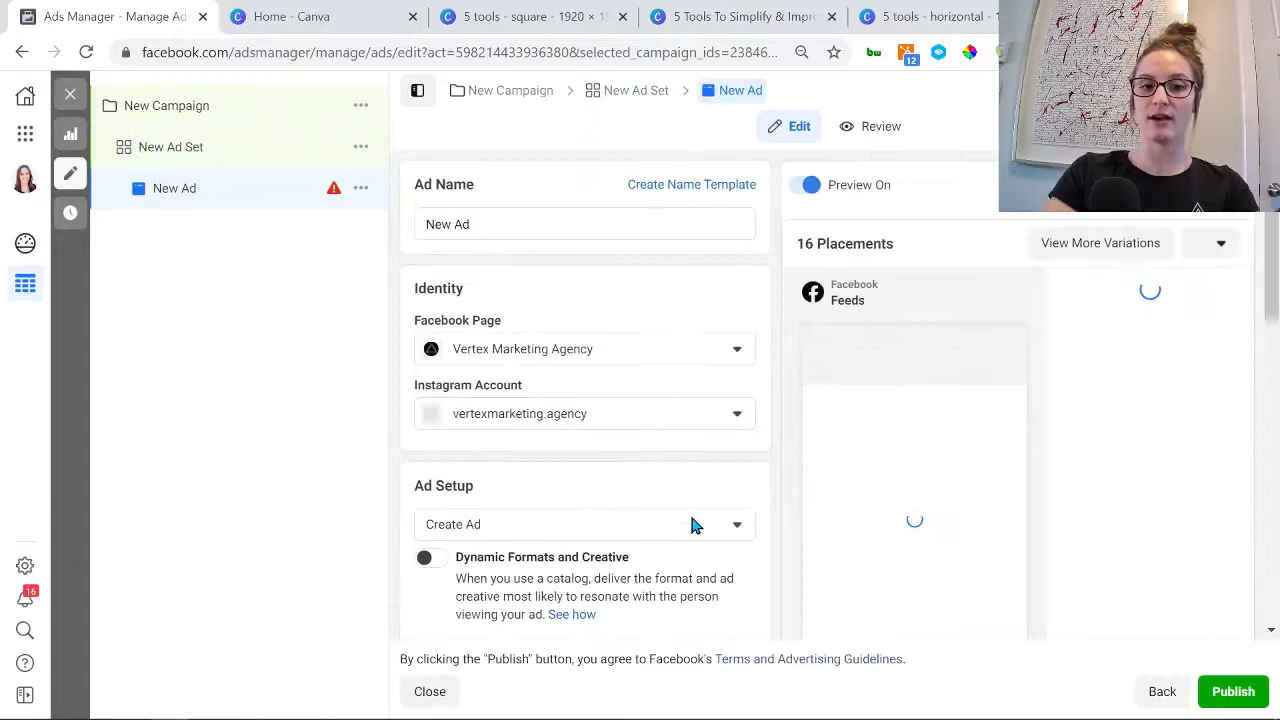 Ads Manager - Manage Ad
Home - Canva
5 tools - square - 1920 × 1
5 Tools
lify & Impr
5 tools - horizontal - 1
facebook.com/adsmanager/manage/ads/edit?act=598214433936380&selected_campaign_ids=23846...
bw
12
New Campaign
New Ad Set
New Ad
New Campaign
New Ad Set
New Ad
Edit
Review
Ad Name
Create Name Template
New Ad
Preview On
16 Placements
View More Variations
Identity
Facebook
Feeds
Facebook Page
Vertex Marketing Agency
Instagram Account
vertexmarketing.agency
Ad Setup
Create Ad
Dynamic Formats and Creative
When you use a catalog, deliver the format and ad
creative most likely to resonate with the person
viewing your ad. See how
16
By clicking the "Publish" button, you agree to Facebook's Terms and Advertising Guidelines.
Close
Back
Publish